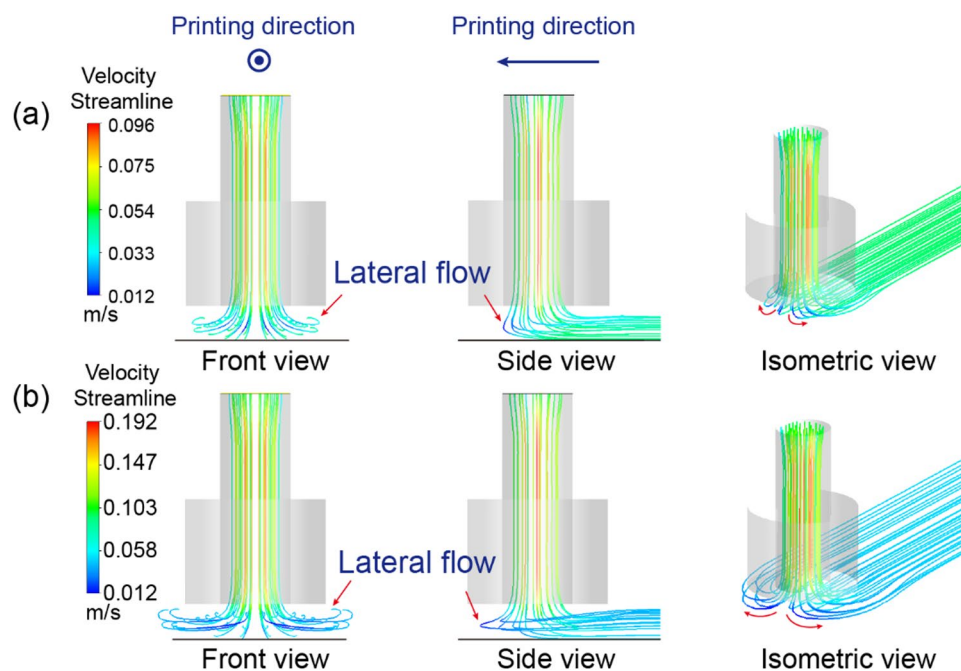 Printing direction
Printing direction
(a)
Velocity
Streamline
0.096
0.075
0.054
0.033
0.012
m/s
Lateral flow
Front view
Side view
Isometric view
(b)
Velocity
Streamline
0.192
0.147
0.103
0.058
0.012
m/s
Lateral flow
Front view
Side view
Isometric view